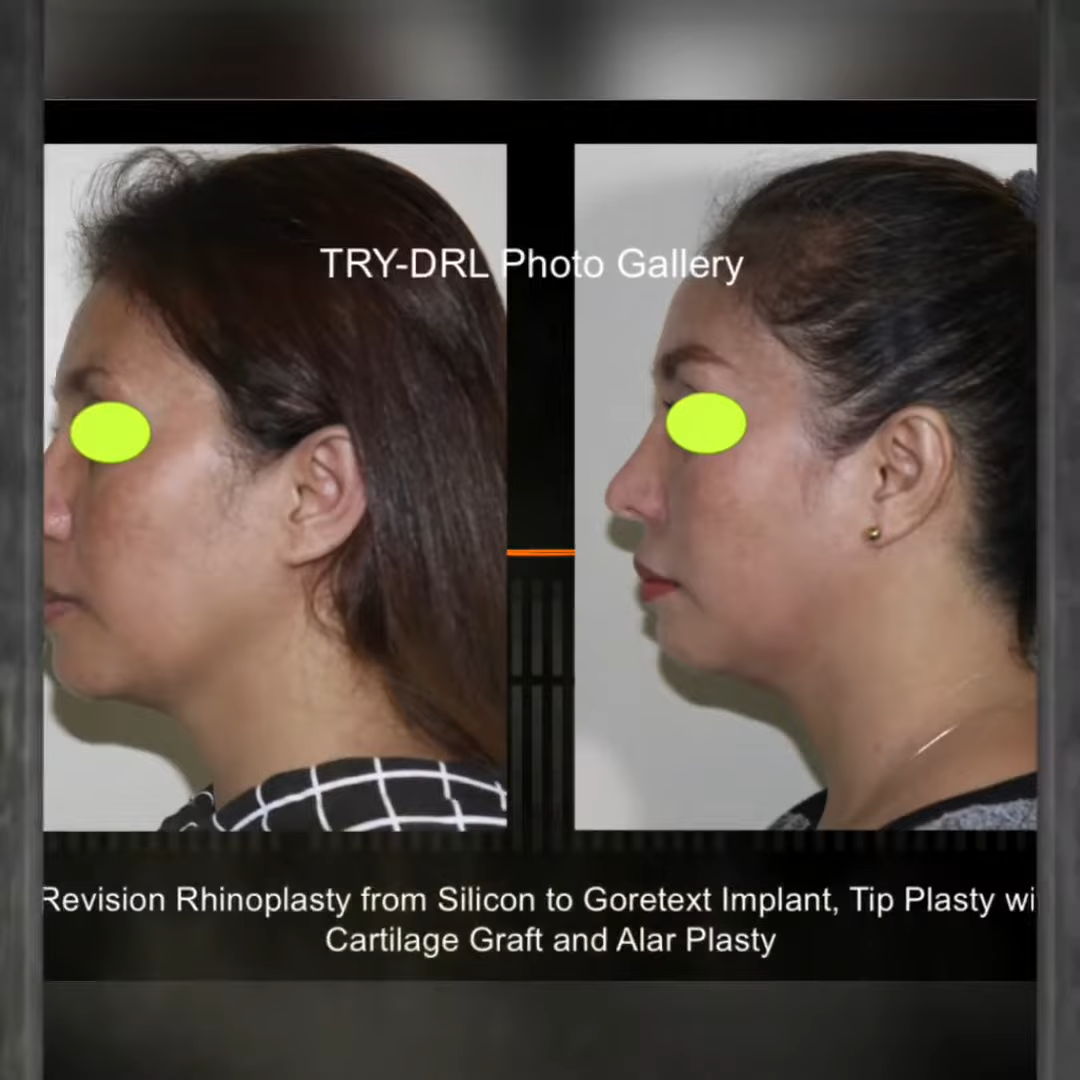 TRY-DRL Photo Gallery
Revision Rhinoplasty from Silicon to Goretext Implant, Tip Plasty wi
Cartilage Graft and Alar Plasty